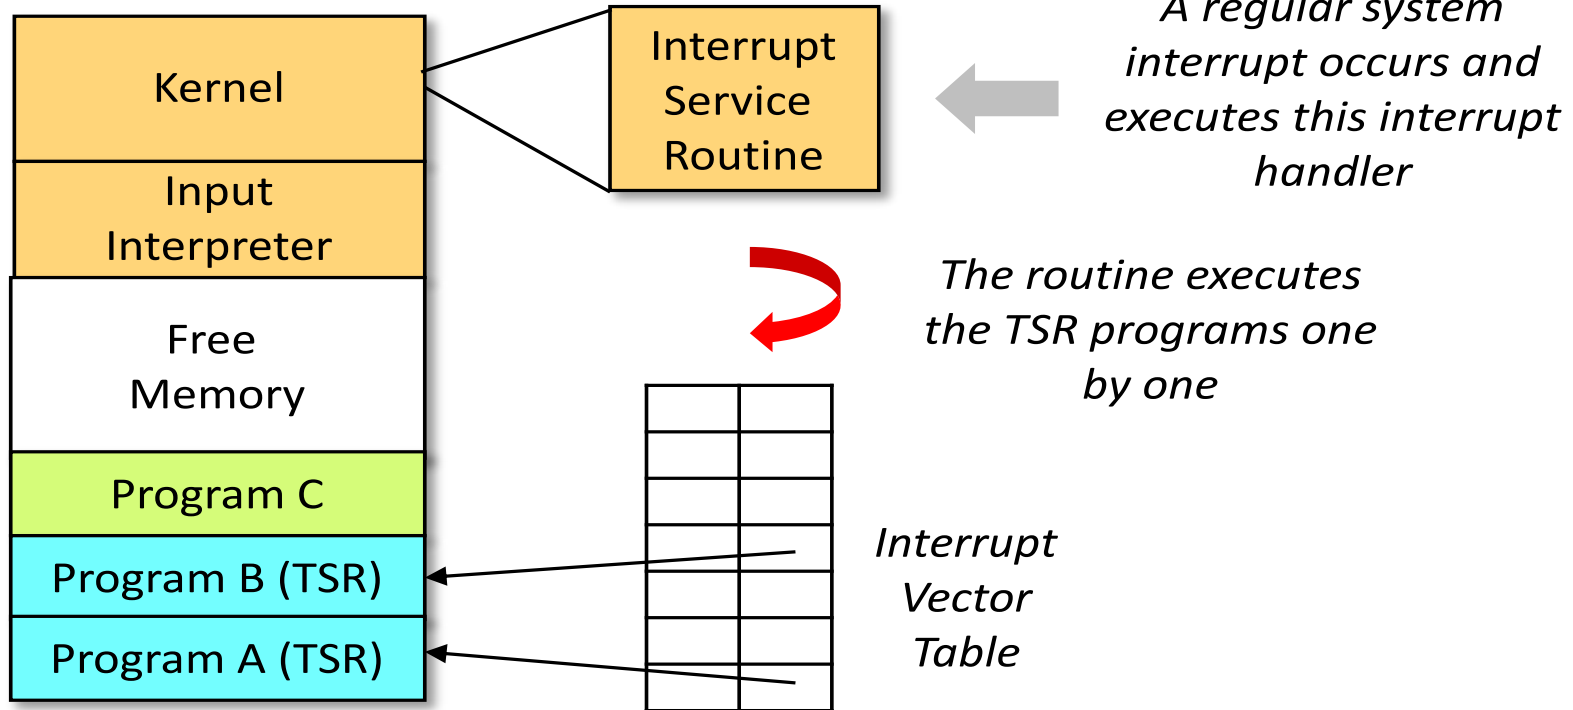 Kernel
Input
Interpreter
Free
Memory
Program C
Program B (TSR)
Program A (TSR)
Interrupt
Service
Routine
A regular system
interrupt occurs and
executes this interrupt
handler
The routine executes
the TSR programs one
by one
Interrupt
Vector
Table